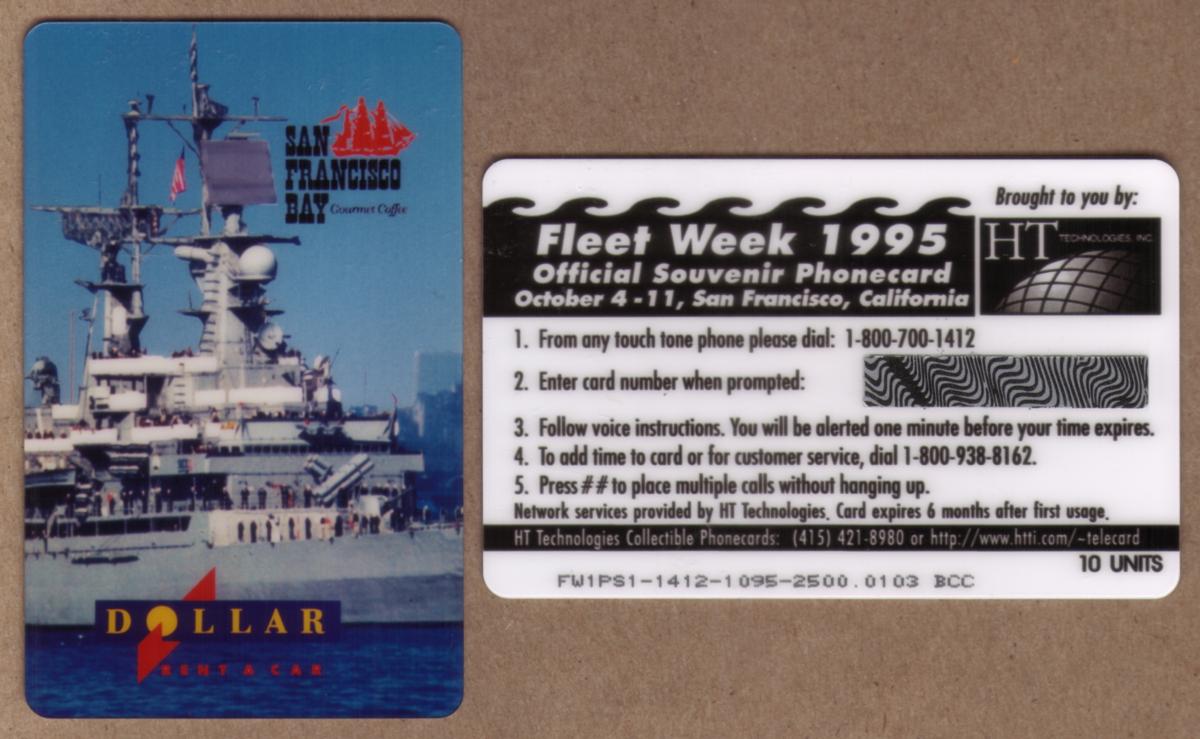 SAN
FRANCISCO
BAY Gourmet Coffee
DOLLAR
RENT A CAR
Brought to you by:
Fleet Week 1995
Official Souvenir Phonecard
October 4-11, San Francisco, California
HT TECHNOLOGIES, INC.
1. From any touch tone phone please dial: 1-800-700-1412
2. Enter card number when prompted:
3. Follow voice instructions. You will be alerted one minute before your time expires.
4. To add time to card or for customer service, dial 1-800-938-8162.
5. Press ## to place multiple calls without hanging up.
Network services provided by HT Technologies. Card expires 6 months after first usage.
HT Technologies Collectible Phonecards: (415) 421-8980 or http://www.htti.com/~telecard
10 UNITS
FW1PS1-1412-1095-2500.0103 BCC